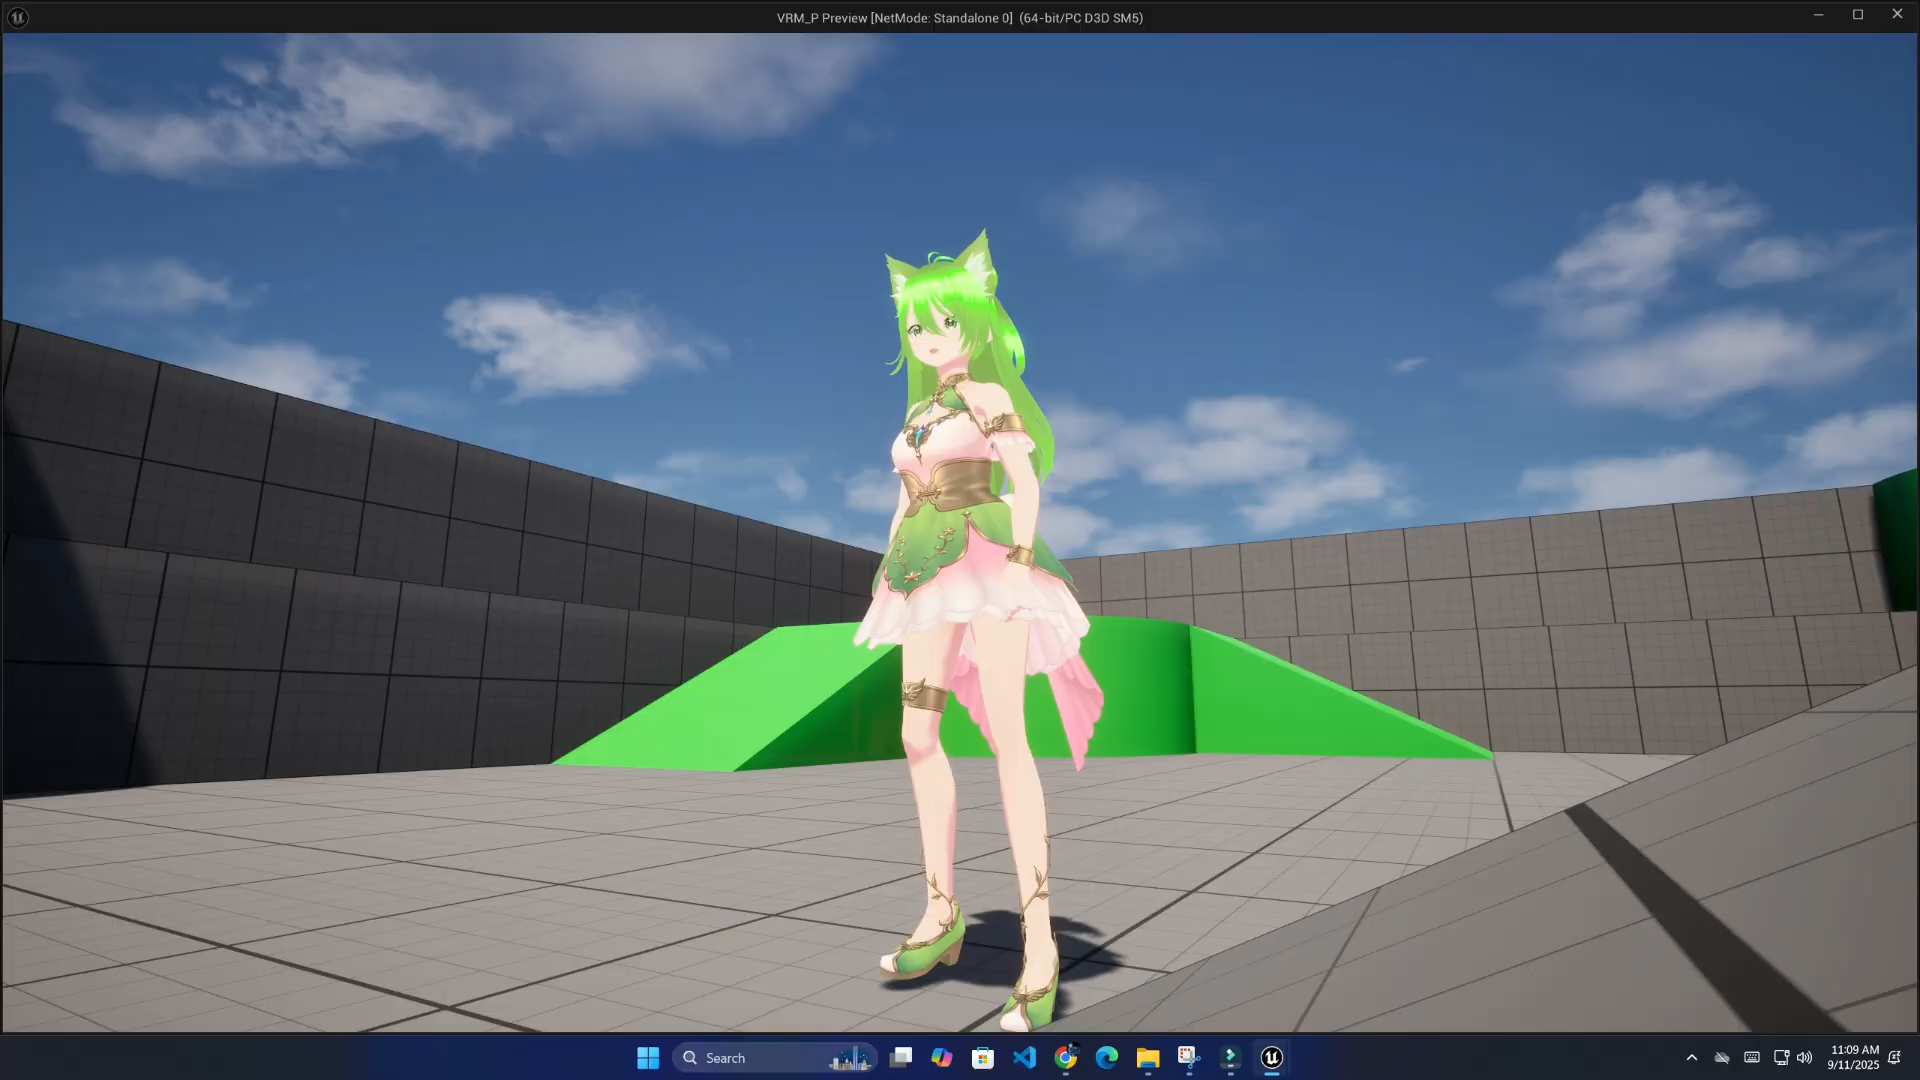 VRM_P Preview [NetMode: Standalone 0]  (64-bit/PC D3D SM5)
Search
11:09 AM
9/11/2025